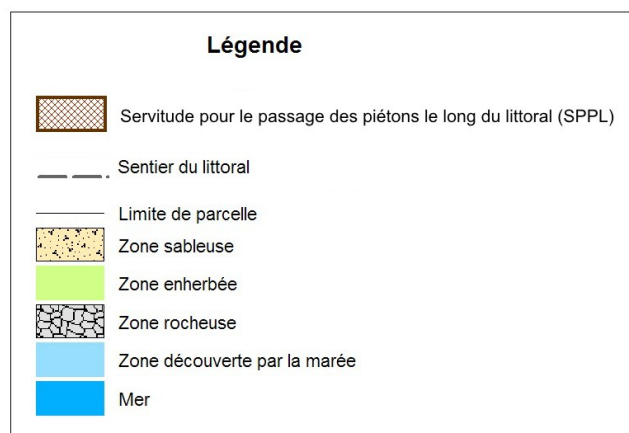 Légende
Servitude pour le passage des piétons le long du littoral (SPPL)
Sentier du littoral
Limite de parcelle
Zone sableuse
Zone enherbée
Zone rocheuse
Zone découverte par la marée
Mer